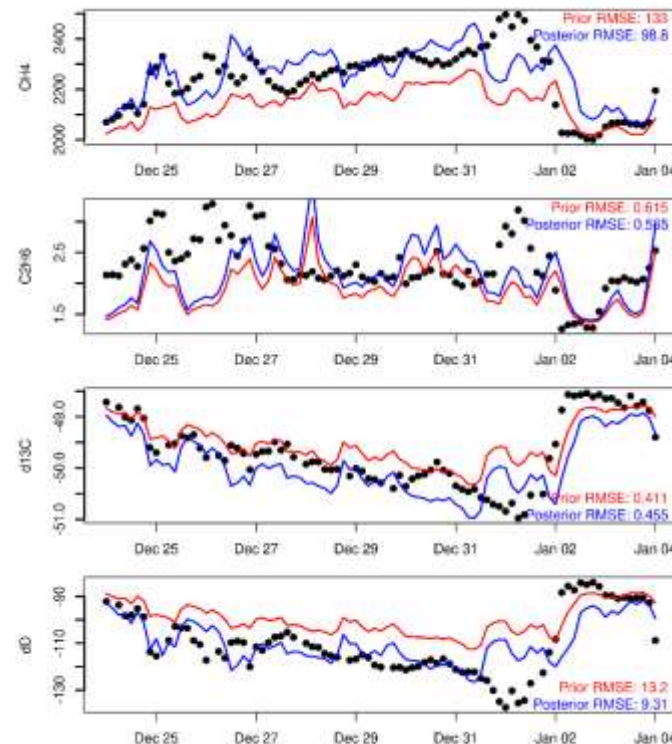 CH4
2000
2200
2400
Prior RMSE: 133
Posterior RMSE: 98.8
Dec 25
Dec 27
Dec 29
Dec 31
Jan 02
Jan 04
C2H6
1.5
2.5
Prior RMSE: 0.615
Posterior RMSE: 0.565
Dec 25
Dec 27
Dec 29
Dec 31
Jan 02
Jan 04
d13C
-51.0
-50.0
-49.0
Prior RMSE: 0.411
Posterior RMSE: 0.455
Dec 25
Dec 27
Dec 29
Dec 31
Jan 02
Jan 04
dD
-130
-110
-90
Prior RMSE: 13.2
Posterior RMSE: 9.31
Dec 25
Dec 27
Dec 29
Dec 31
Jan 02
Jan 04